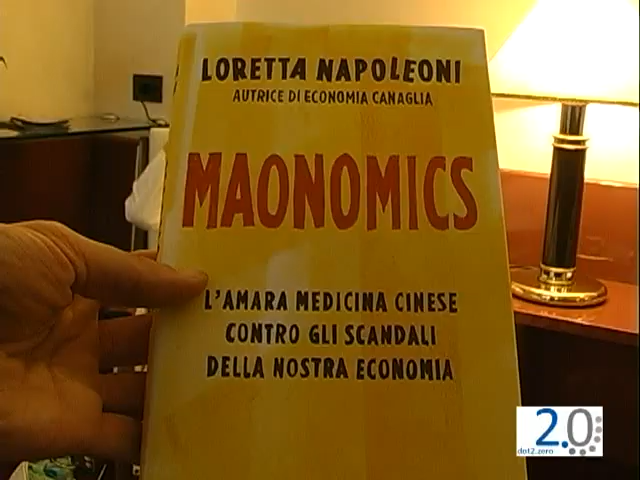 LORETTA NAPOLEONI
AUTRICE DI ECONOMIA CANAGLIA
MAONOMICS
L'AMARA MEDICINA CINESE
CONTRO GLI SCANDALI
DELLA NOSTRA ECONOMIA
2.0
dot2.zero